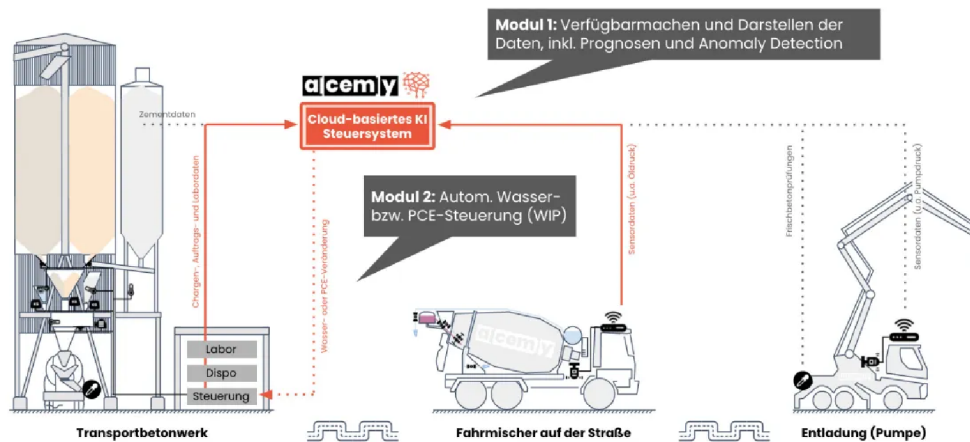 Modul 1: Verfügbarmachen und Darstellen der
Daten, inkl. Prognosen und Anomaly Detection
alcemy
Cloud-basiertes KI
Steuersystem
Zementdaten
Modul 2: Autom. Wasser-
bzw. PCE-Steuerung (WIP)
Chargen-, Auftrags- und Labordaten
Wasser- oder PCE-Veränderung
Sensordaten (u.a. Öldruck)
Frischbetonprüfungen
Sensordaten (u.a. Pumpdruck)
alcemy
Labor
Dispo
Steuerung
Transportbetonwerk
Fahrmischer auf der Straße
Entladung (Pumpe)